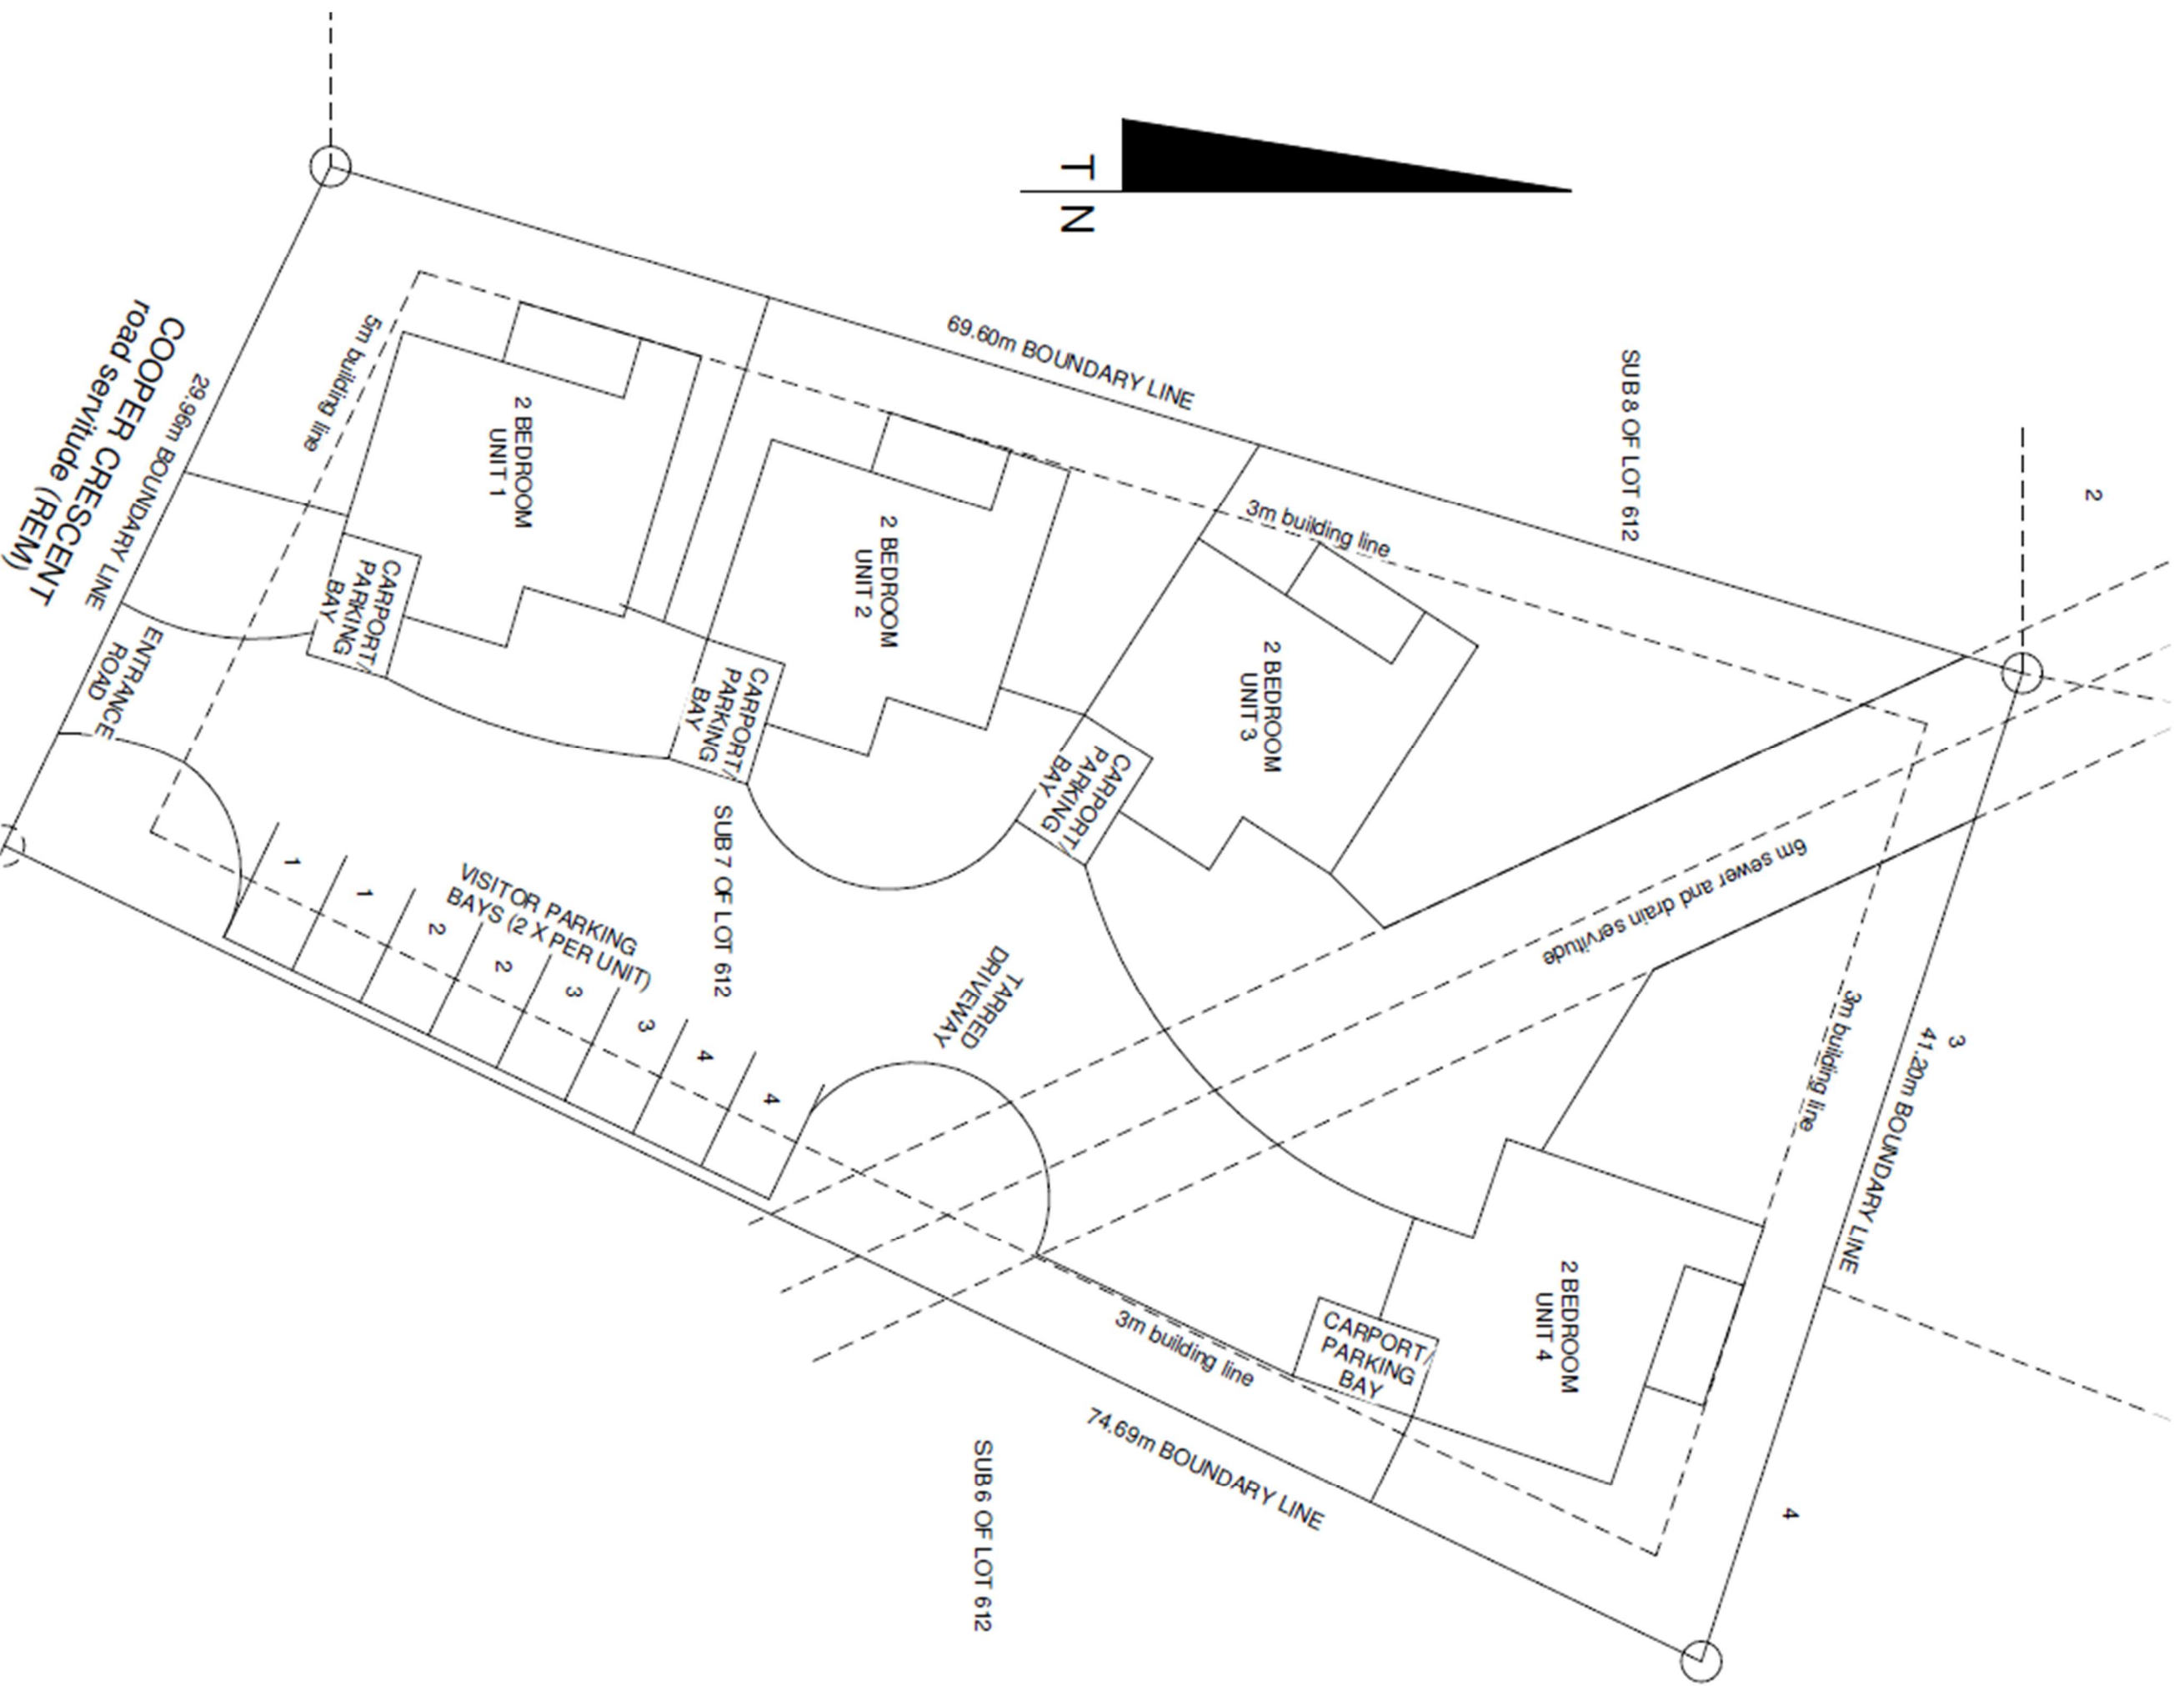 T N
SUB 8 OF LOT 612
2
69.60m BOUNDARY LINE
3m building line
COOPER CRESCENT
road servitude (REM)
29.96m BOUNDARY LINE
5m building line
2 BEDROOM
UNIT 1
CARPORT/
PARKING
BAY
2 BEDROOM
UNIT 2
CARPORT/
PARKING
BAY
2 BEDROOM
UNIT 3
CARPORT/
PARKING
BAY
ENTRANCE
ROAD
SUB 7 OF LOT 612
VISITOR PARKING
BAYS (2 X PER UNIT)
1
1
2
2
3
3
4
4
TARRED
DRIVEWAY
6m sewer and drain servitude
3m building line
3
41.20m BOUNDARY LINE
2 BEDROOM
UNIT 4
CARPORT/
PARKING
BAY
3m building line
74.69m BOUNDARY LINE
4
SUB 6 OF LOT 612